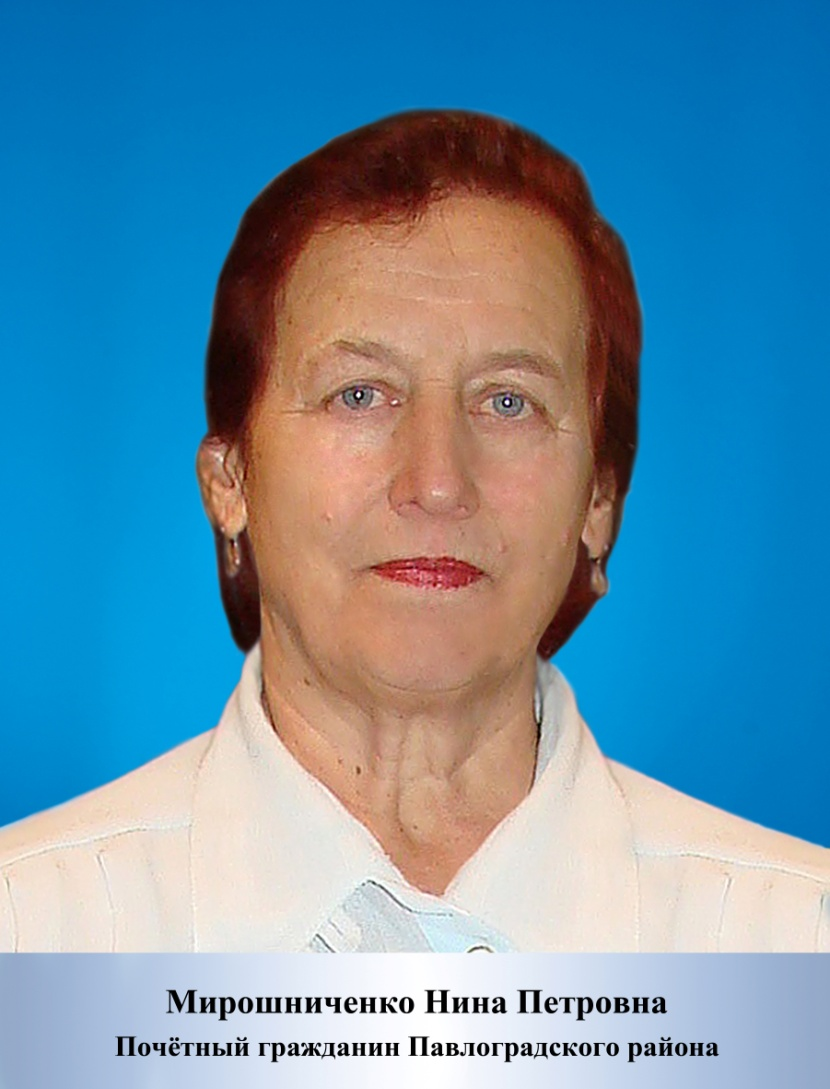 Мирошниченко Нина Петровна
Почётный гражданин Павлоградского района